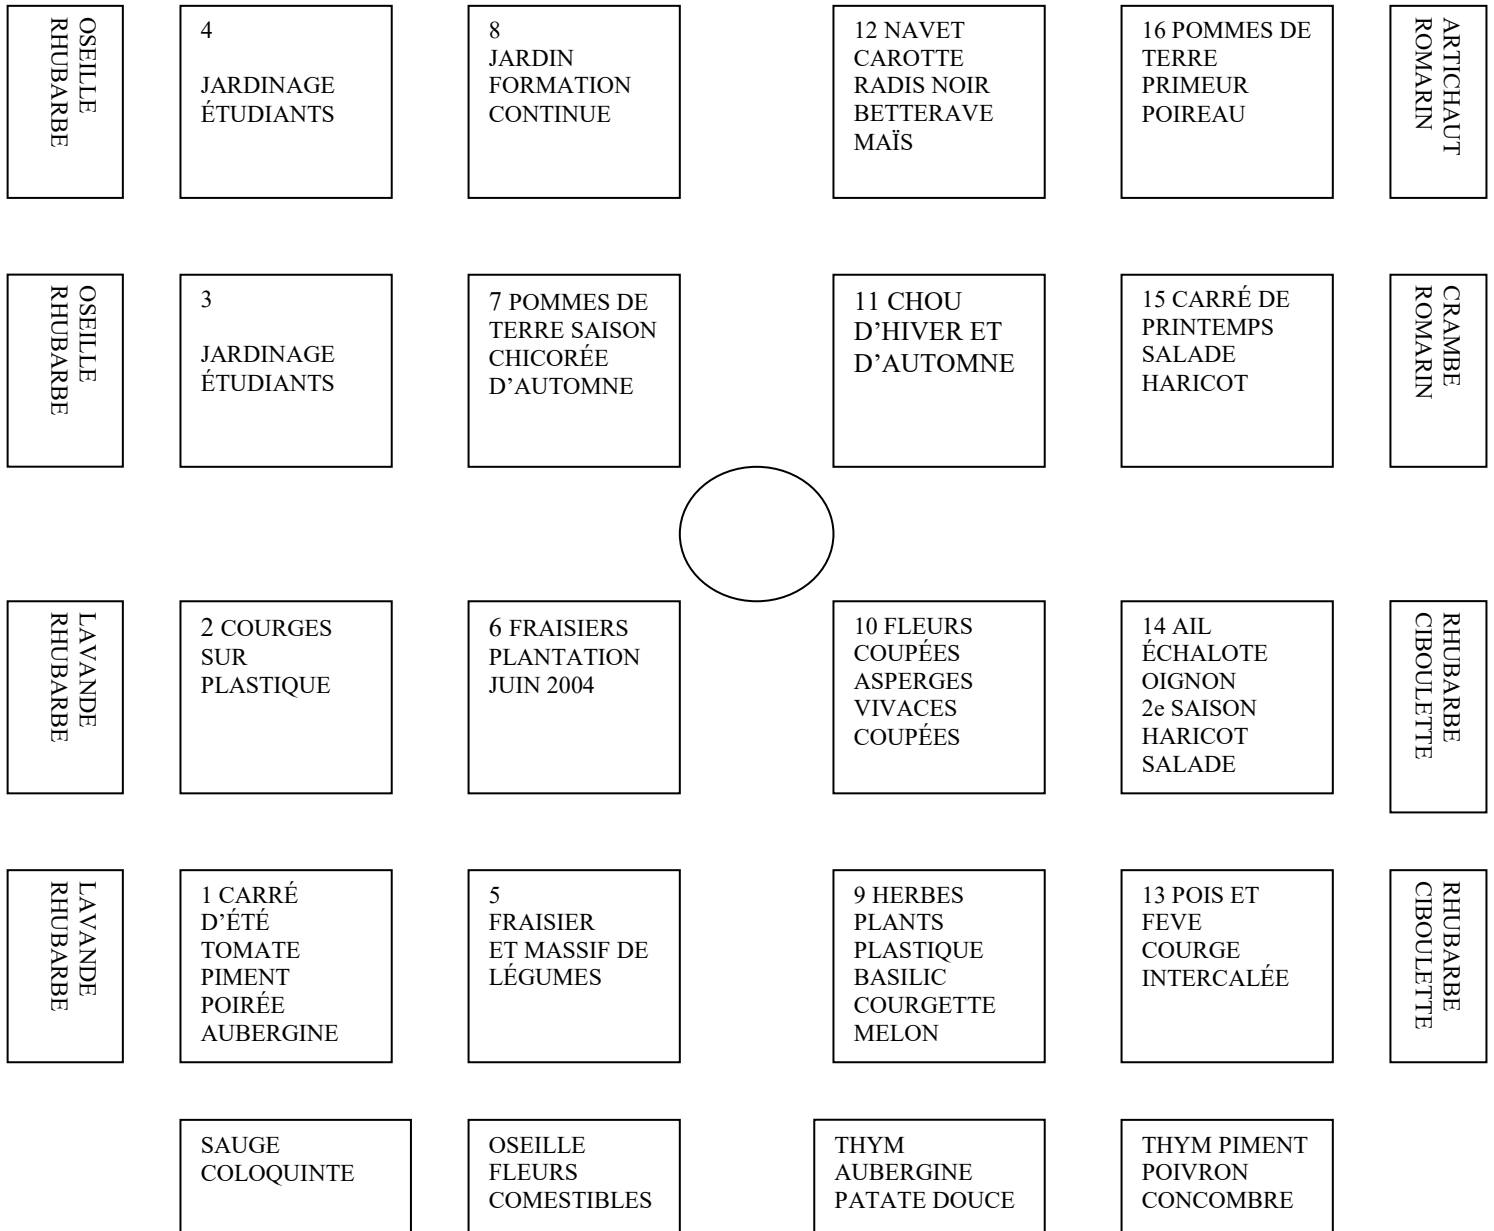 OSEILLE
RHUBARBE
4
JARDINAGE
ÉTUDIANTS
8
JARDIN
FORMATION
CONTINUE
12 NAVET
CAROTTE
RADIS NOIR
BETTERAVE
MAÏS
16 POMMES DE
TERRE
PRIMEUR
POIREAU
ARTICHAUT
ROMARIN
OSEILLE
RHUBARBE
3
JARDINAGE
ÉTUDIANTS
7 POMMES DE
TERRE SAISON
CHICORÉE
D’AUTOMNE
11 CHOU
D’HIVER ET
D’AUTOMNE
15 CARRÉ DE
PRINTEMPS
SALADE
HARICOT
CRAMBE
ROMARIN
LAVANDE
RHUBARBE
2 COURGES
SUR
PLASTIQUE
6 FRAISIERS
PLANTATION
JUIN 2004
10 FLEURS
COUPÉES
ASPERGES
VIVACES
COUPÉES
14 AIL
ÉCHALOTE
OIGNON
2e SAISON
HARICOT
SALADE
RHUBARBE
CIBOULETTE
LAVANDE
RHUBARBE
1 CARRÉ
D’ÉTÉ
TOMATE
PIMENT
POIRÉE
AUBERGINE
5
FRAISIER
ET MASSIF DE
LÉGUMES
9 HERBES
PLANTS
PLASTIQUE
BASILIC
COURGETTE
MELON
13 POIS ET
FEVE
COURGE
INTERCALÉE
RHUBARBE
CIBOULETTE
SAUGE
COLOQUINTE
OSEILLE
FLEURS
COMESTIBLES
THYM
AUBERGINE
PATATE DOUCE
THYM PIMENT
POIVRON
CONCOMBRE